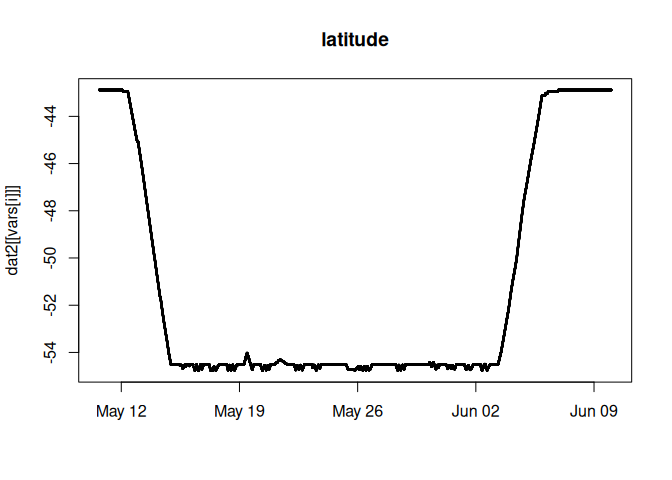 latitude
dat2[[vars[i]]]
-44
-46
-48
-50
-52
-54
May 12
May 19
May 26
Jun 02
Jun 09